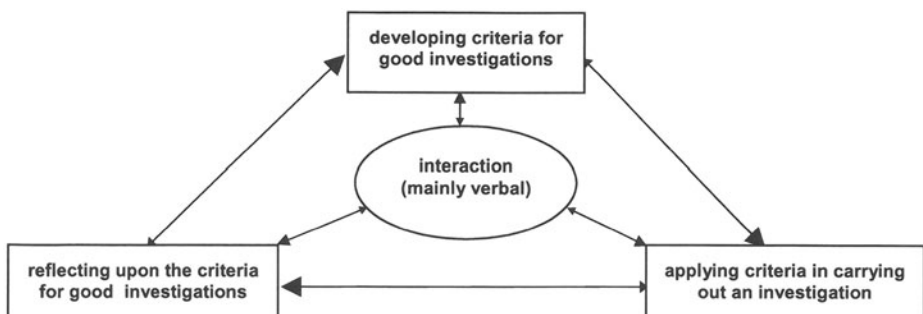 developing criteria for
good investigations
interaction
(mainly verbal)
reflecting upon the criteria
for good investigations
applying criteria in carrying
out an investigation